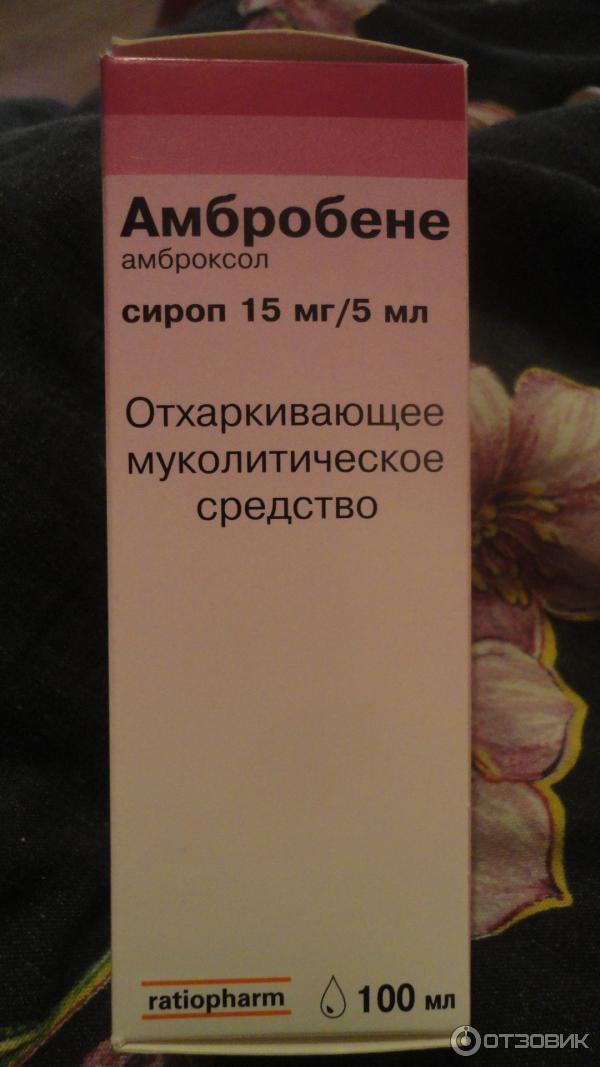 Амбробене
амброксол
сироп 15 мг/5 мл
Отхаркивающее
муколитическое
средство
ratiopharm
100 мл
ОТЗОВИК